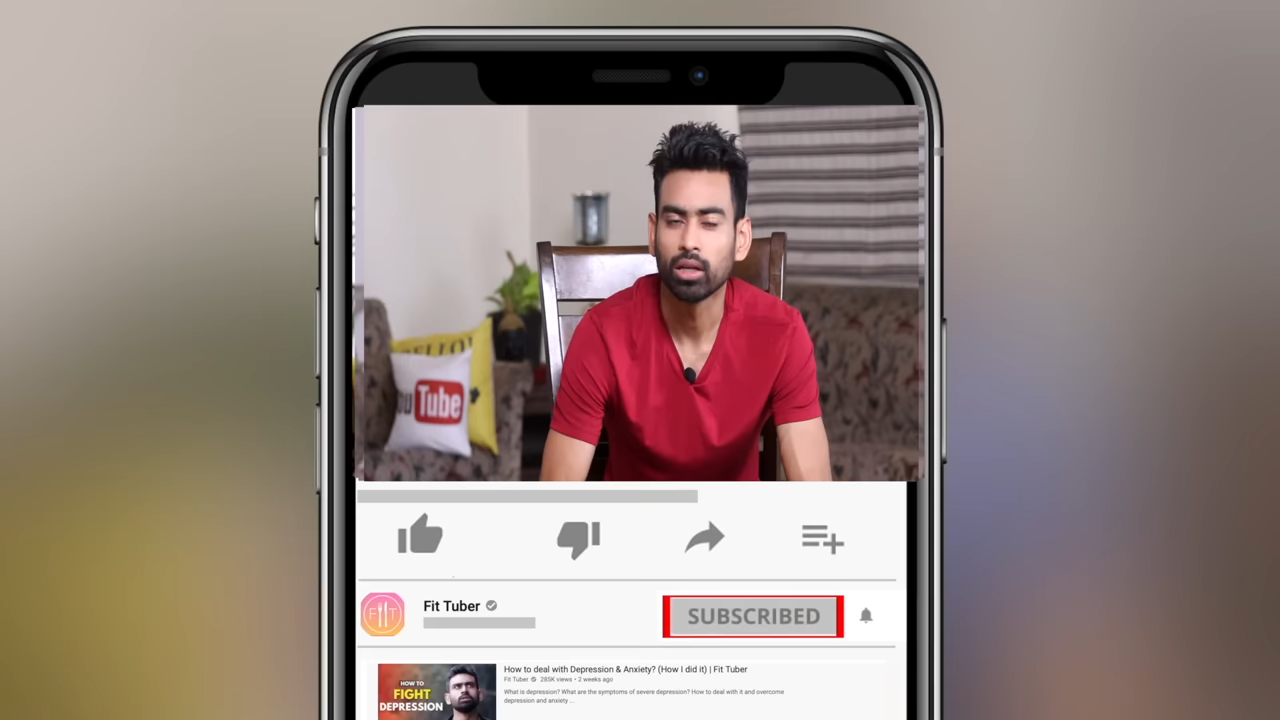 HELLO!
YouTube
FIT
Fit Tuber
SUBSCRIBED
How to deal with Depression & Anxiety? (How I did it) | Fit Tuber
Fit Tuber 285K views • 2 weeks ago
What is depression? What are the symptoms of severe depression? How to deal with it and overcome
depression and anxiety ...
HOW TO
FIGHT
DEPRESSION